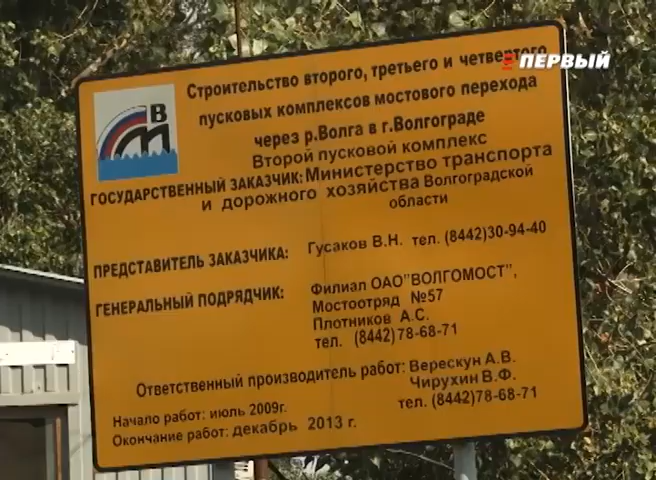 ПЕРВЫЙ
Строительство второго, третьего и четвертого
пусковых комплексов мостового перехода
через р.Волга в г.Волгограде
Второй пусковой комплекс
ГОСУДАРСТВЕННЫЙ ЗАКАЗЧИК: Министерство транспорта
и дорожного хозяйства Волгоградской
области
ПРЕДСТАВИТЕЛЬ ЗАКАЗЧИКА: Гусаков В.Н. тел. (8442)30-94-40
ГЕНЕРАЛЬНЫЙ ПОДРЯДЧИК: Филиал ОАО"ВОЛГОМОСТ",
Мостоотряд №57
Плотников А.С.
тел. (8442)78-68-71
Ответственный производитель работ: Верескун А.В.
Чирухин В.Ф.
тел. (8442)78-68-71
Начало работ: июль 2009г.
Окончание работ: декабрь 2013 г.
ВМ